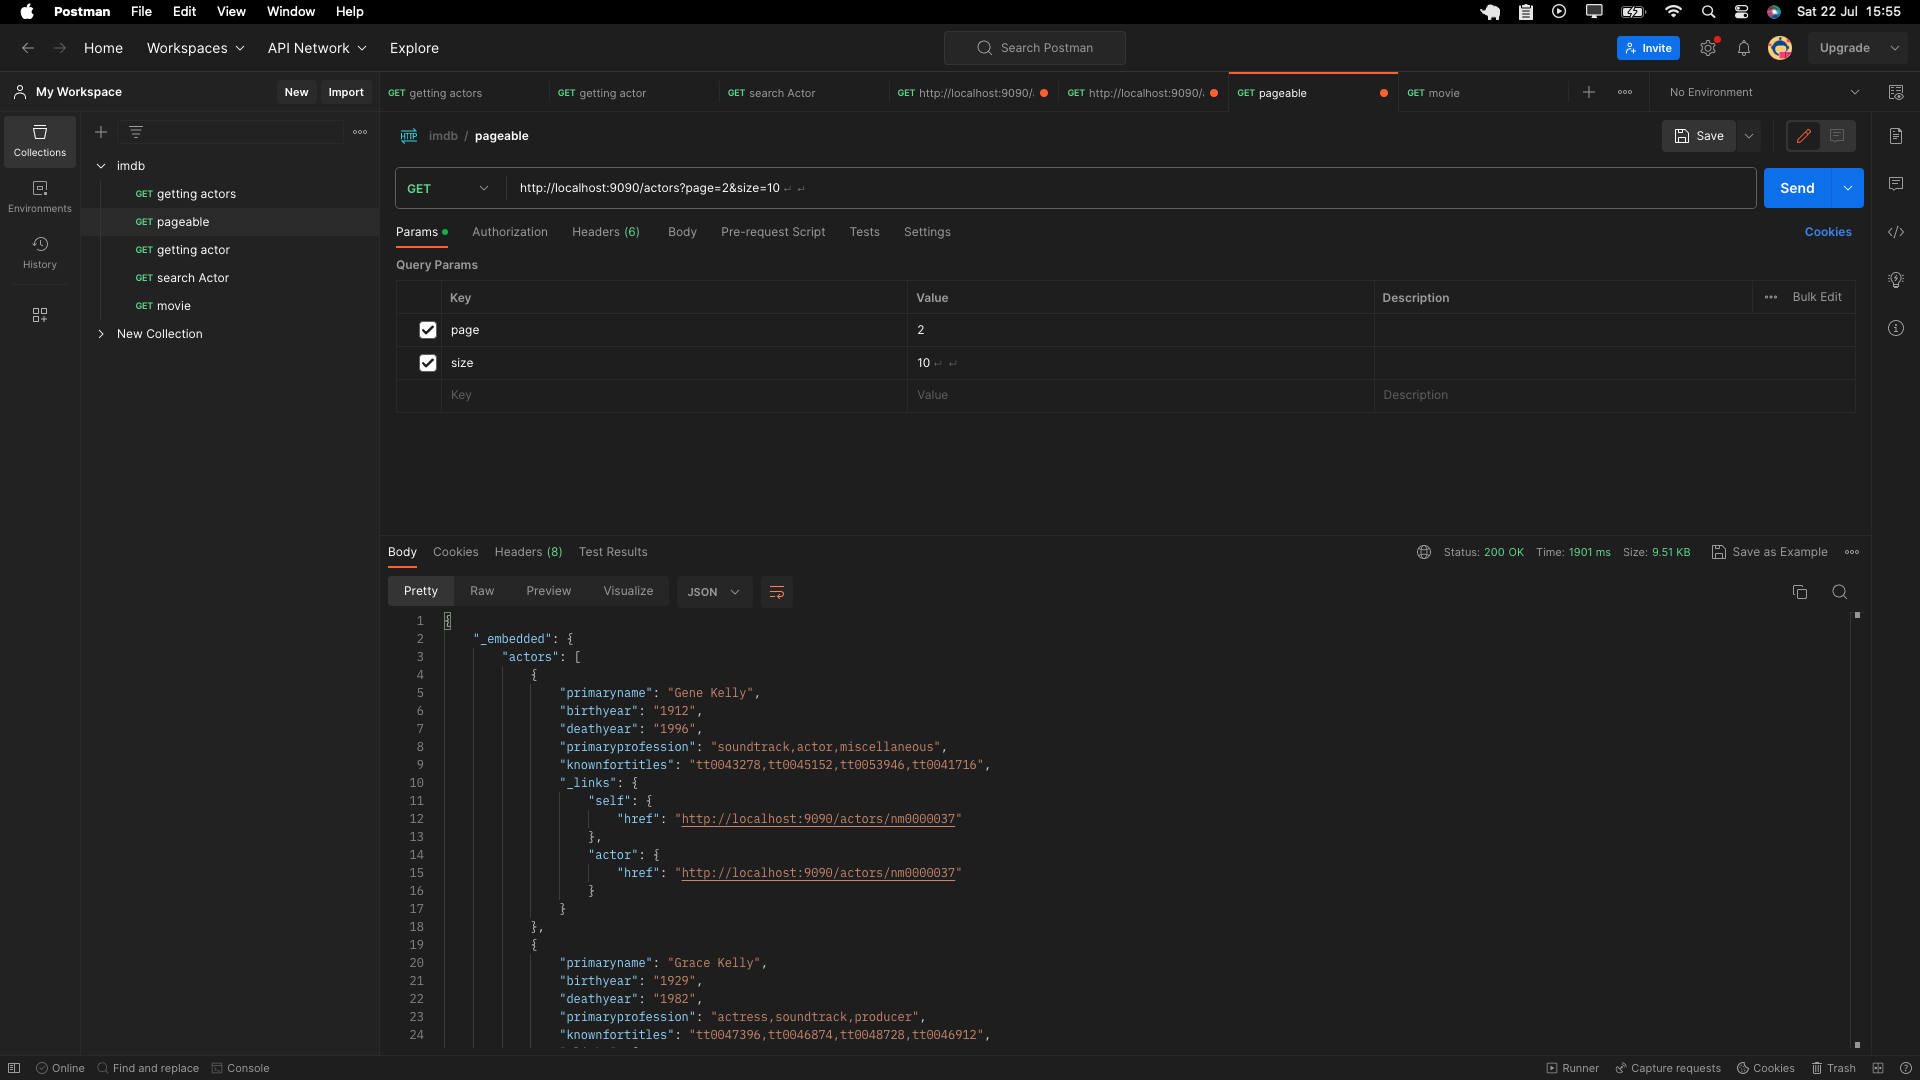 Postman File Edit View Window Help Sat 22 Jul 15:55
Home Workspaces API Network Explore Search Postman Invite Upgrade
My Workspace New Import GET getting actors GET getting actor GET search Actor GET http://localhost:9090/ GET http://localhost:9090/ GET pageable GET movie No Environment
Collections
Environments
History
imdb
GET getting actors
GET pageable
GET getting actor
GET search Actor
GET movie
New Collection
HTTP imdb / pageable Save
GET http://localhost:9090/actors?page=2&size=10 Send
Params Authorization Headers (6) Body Pre-request Script Tests Settings Cookies
Query Params
Key Value Description Bulk Edit
page 2
size 10
Key Value Description
Body Cookies Headers (8) Test Results Status: 200 OK Time: 1901 ms Size: 9.51 KB Save as Example
Pretty Raw Preview Visualize JSON
1 {
2 "_embedded": {
3 "actors": [
4 {
5 "primaryname": "Gene Kelly",
6 "birthyear": "1912",
7 "deathyear": "1996",
8 "primaryprofession": "soundtrack,actor,miscellaneous",
9 "knownfortitles": "tt0043278,tt0045152,tt0053946,tt0041716",
10 "_links": {
11 "self": {
12 "href": "http://localhost:9090/actors/nm0000037"
13 },
14 "actor": {
15 "href": "http://localhost:9090/actors/nm0000037"
16 }
17 }
18 },
19 {
20 "primaryname": "Grace Kelly",
21 "birthyear": "1929",
22 "deathyear": "1982",
23 "primaryprofession": "actress,soundtrack,producer",
24 "knownfortitles": "tt0047396,tt0046874,tt0048728,tt0046912",
Online Find and replace Console Runner Capture requests Cookies Trash